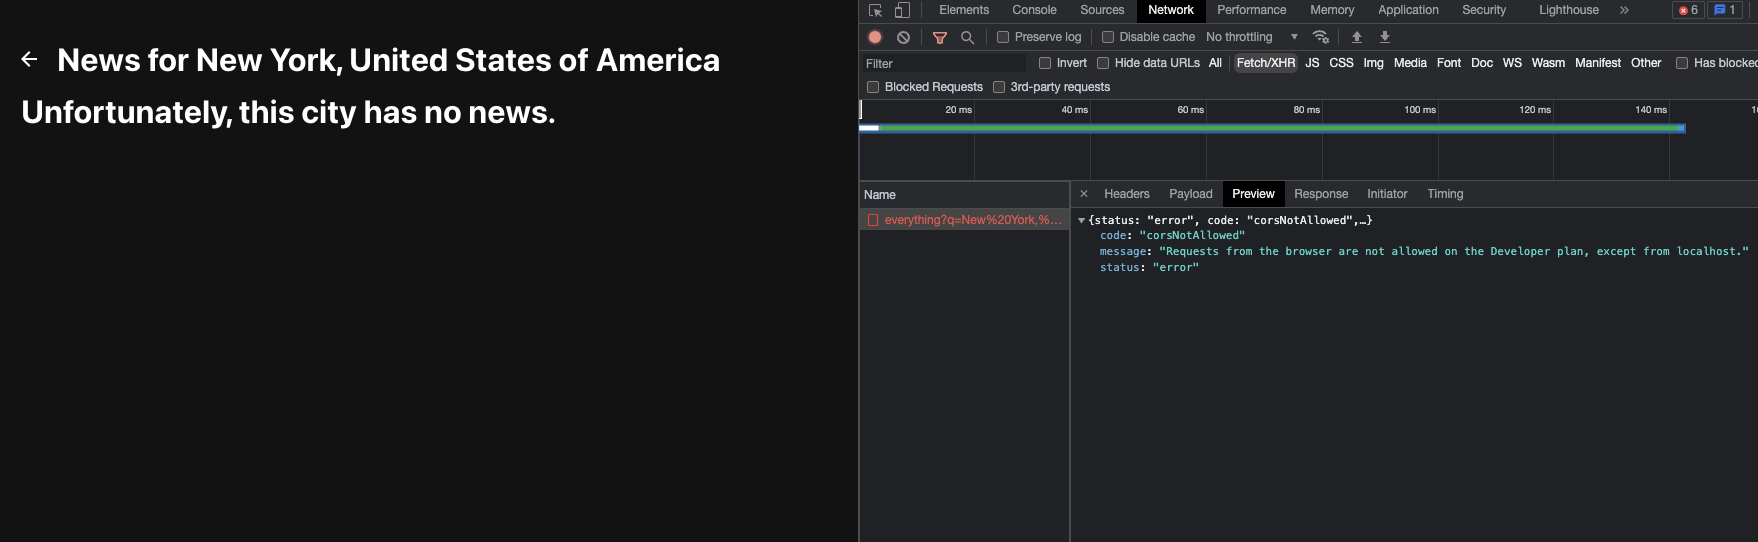 News for New York, United States of America
Unfortunately, this city has no news.
Elements Console Sources Network Performance Memory Application Security Lighthouse » 6 1
Preserve log Disable cache No throttling
Filter Invert Hide data URLs All Fetch/XHR JS CSS Img Media Font Doc WS Wasm Manifest Other Has blocked
Blocked Requests 3rd-party requests
20 ms 40 ms 60 ms 80 ms 100 ms 120 ms 140 ms
Name
everything?q=New%20York,%...
× Headers Payload Preview Response Initiator Timing
{status: "error", code: "corsNotAllowed",…}
code: "corsNotAllowed"
message: "Requests from the browser are not allowed on the Developer plan, except from localhost."
status: "error"